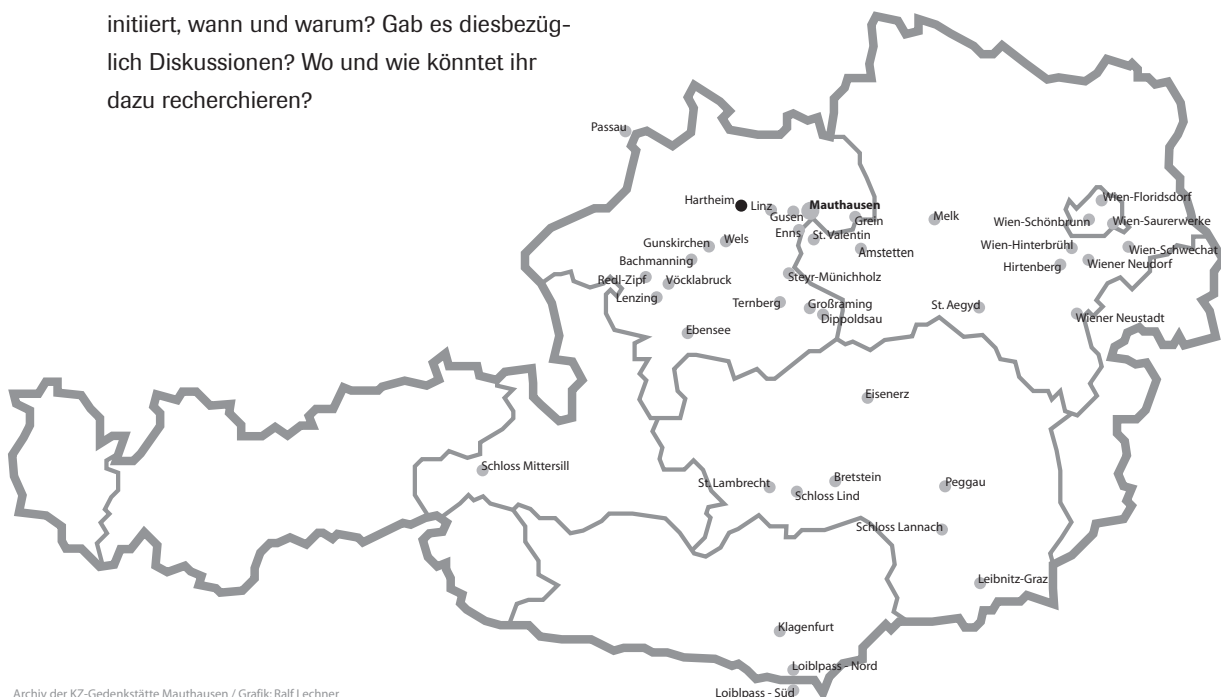 initiiert, wann und warum? Gab es diesbezüg-
lich Diskussionen? Wo und wie könntet ihr
dazu recherchieren?
Passau
Hartheim
Linz
Gusen
Mauthausen
Enns
St. Valentin
Grein
Amstetten
Melk
Wien-Floridsdorf
Wien-Schönbrunn
Wien-Saurerwerke
Wien-Hinterbrühl
Wien-Schwechat
Hirtenberg
Wiener Neudorf
Wels
Gunskirchen
Bachmanning
Redl-Zipf
Vöcklabruck
Lenzing
Steyr-Münichholz
Ternberg
Großraming
Dippoldsau
St. Aegyd
Wiener Neustadt
Ebensee
Eisenerz
Schloss Mittersill
St. Lambrecht
Schloss Lind
Bretstein
Peggau
Schloss Lannach
Leibnitz-Graz
Klagenfurt
Loiblpass - Nord
Loiblpass - Süd
Archiv der KZ-Gedenkstätte Mauthausen / Grafik: Ralf Lechner